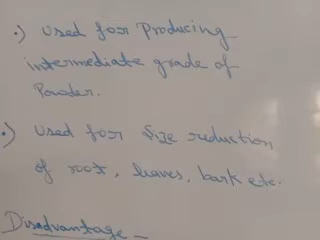 •) Used for Producing
intermediate grade of
Powder.
•) Used for Size reduction
of root, leaves, bark etc.
Disadvantage -